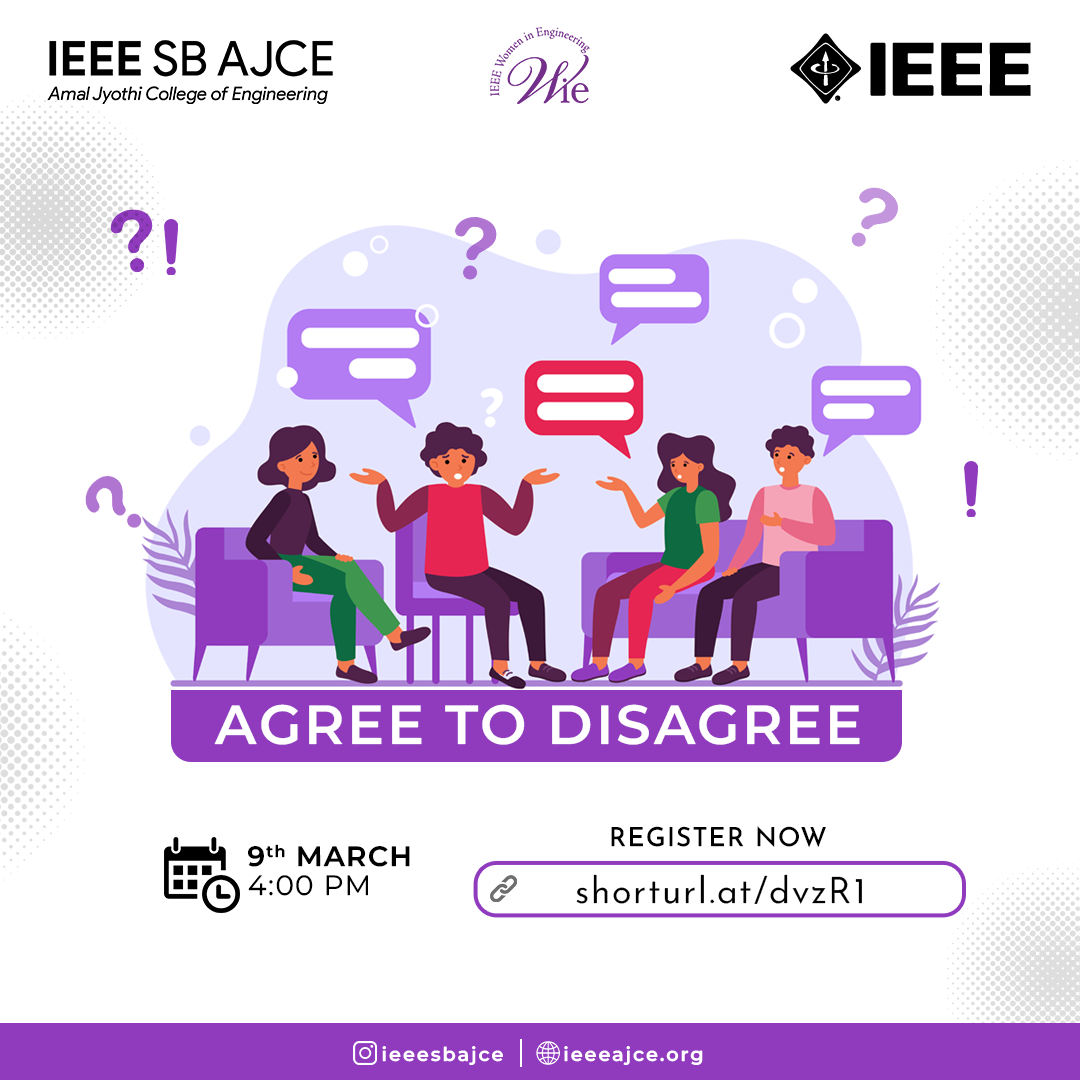 IEEE SB AJCE
Amal Jyothi College of Engineering
IEEE Women in Engineering
WIE
IEEE
?!
?
?
?
?
!
AGREE TO DISAGREE
9th MARCH
4:00 PM
REGISTER NOW
shorturl.at/dvzR1
ieeesbajce | ieeeajce.org